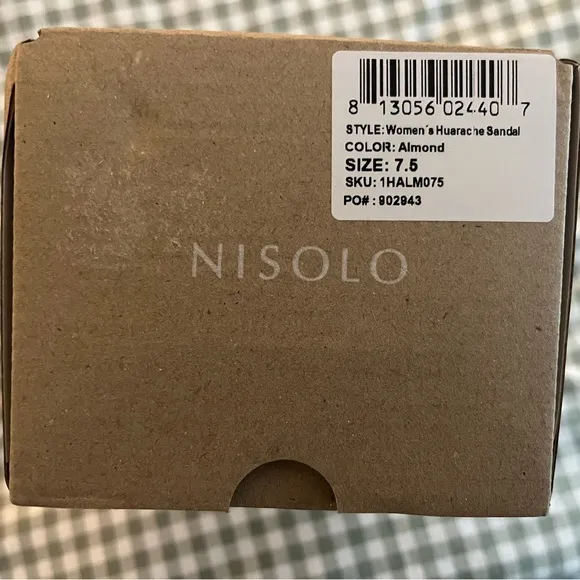 8 13056 02440 7
STYLE: Women´s Huarache Sandal
COLOR: Almond
SIZE: 7.5
SKU: 1HALM075
PO# : 902943
NISOLO